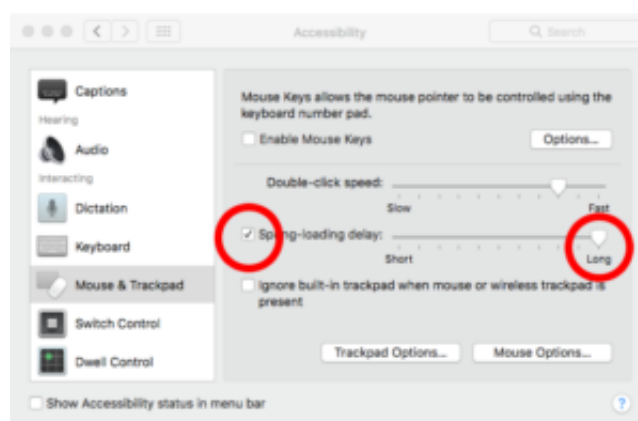 Accessibility
Search
Captions
Hearing
Audio
Interacting
Dictation
Keyboard
Mouse & Trackpad
Switch Control
Dwell Control
Mouse Keys allows the mouse pointer to be controlled using the
keyboard number pad.
Enable Mouse Keys
Options...
Double-click speed:
Slow
Fast
Spring-loading delay:
Short
Long
Ignore built-in trackpad when mouse or wireless trackpad is
present
Trackpad Options...
Mouse Options...
Show Accessibility status in menu bar
?